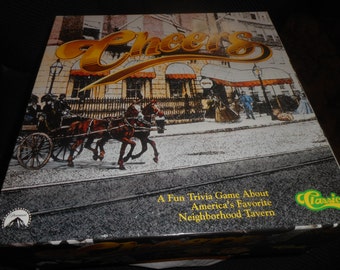 Cheers
A Fun Trivia Game About
America's Favorite
Neighborhood Tavern
Classic